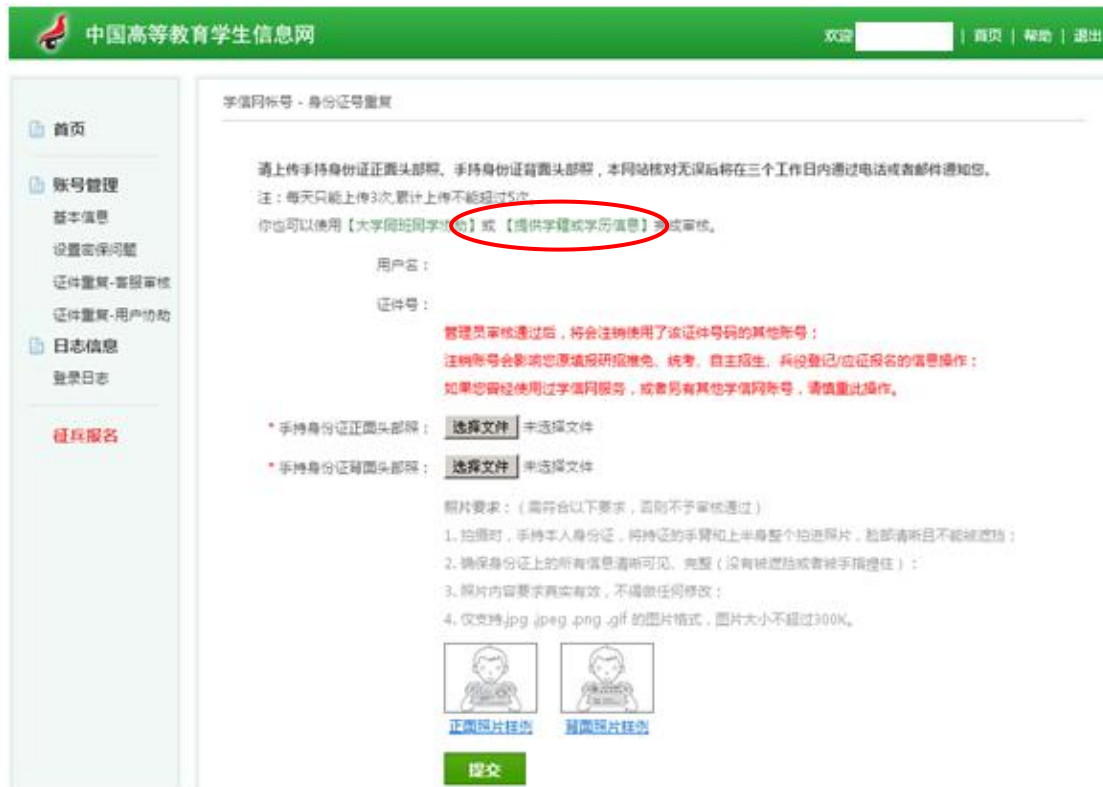 中国高等教育学生信息网
欢迎 | 首页 | 帮助 | 退出
首页
账号管理
基本信息
设置密保问题
证件重复-客服审核
证件重复-用户协助
日志信息
登录日志
征兵报名
学信网帐号 - 身份证号重复
请上传手持身份证正面头部照、手持身份证背面头部照，本网站核对无误后将在三个工作日内通过电话或者邮件通知您。
注：每天只能上传3次,累计上传不能超过5次。
你也可以使用【大学同班同学协助】或 【提供学籍或学历信息】完成审核。
用户名：
证件号：
管理员审核通过后，将会注销使用了该证件号码的其他账号；
注销账号会影响您原填报研招推免、统考、自主招生、兵役登记/应征报名的信息操作；
如果您曾经使用过学信网服务，或者另有其他学信网账号，请慎重此操作。
* 手持身份证正面头部照： 选择文件 未选择文件
* 手持身份证背面头部照： 选择文件 未选择文件
照片要求：（需符合以下要求，否则不予审核通过）
1. 拍摄时，手持本人身份证，将持证的手臂和上半身整个拍进照片，脸部清晰且不能被遮挡；
2. 确保身份证上的所有信息清晰可见、完整（没有被遮挡或者被手指捏住）；
3. 照片内容要求真实有效，不得做任何修改；
4. 仅支持.jpg .jpeg .png .gif 的图片格式，图片大小不超过300K。
正面照片样例 背面照片样例
提交